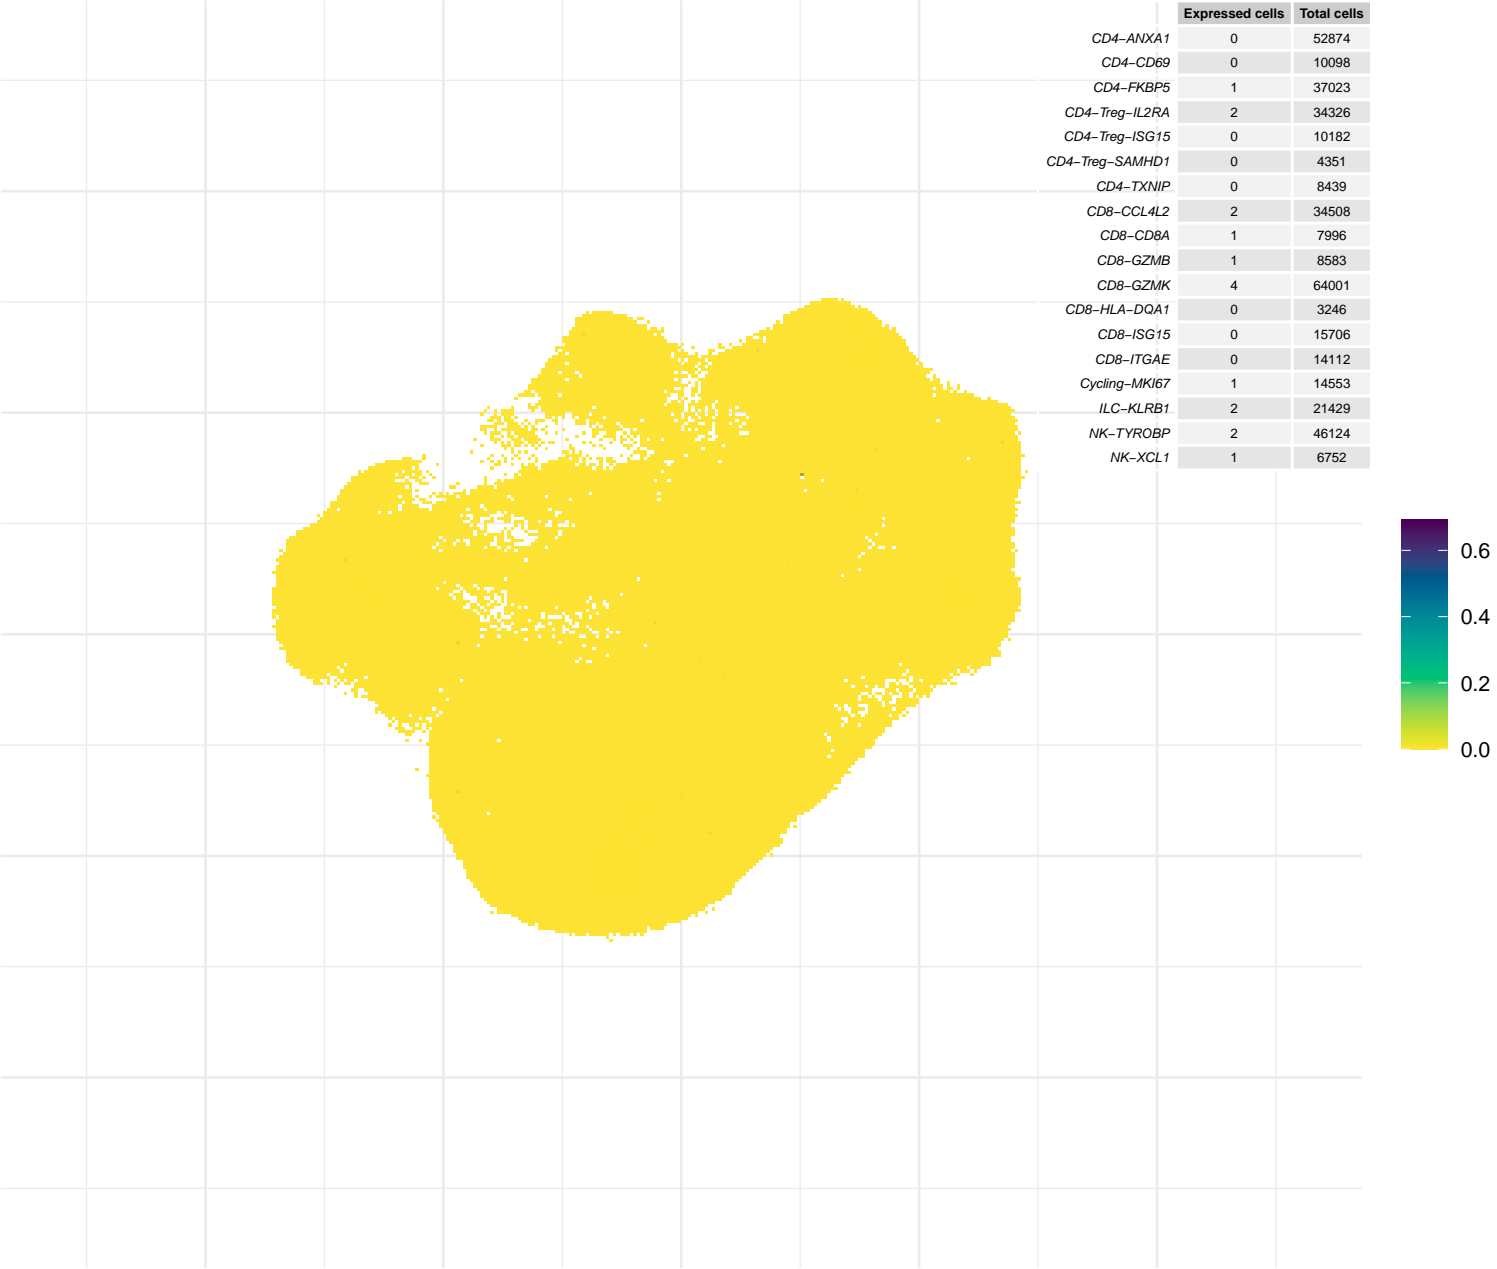 Expressed cells Total cells
CD4−ANXA1 0 52874
CD4−CD69 0 10098
CD4−FKBP5 1 37023
CD4−Treg−IL2RA 2 34326
CD4−Treg−ISG15 0 10182
CD4−Treg−SAMHD1 0 4351
CD4−TXNIP 0 8439
CD8−CCL4L2 2 34508
CD8−CD8A 1 7996
CD8−GZMB 1 8583
CD8−GZMK 4 64001
CD8−HLA−DQA1 0 3246
CD8−ISG15 0 15706
CD8−ITGAE 0 14112
Cycling−MKI67 1 14553
ILC−KLRB1 2 21429
NK−TYROBP 2 46124
NK−XCL1 1 6752
0.6
0.4
0.2
0.0